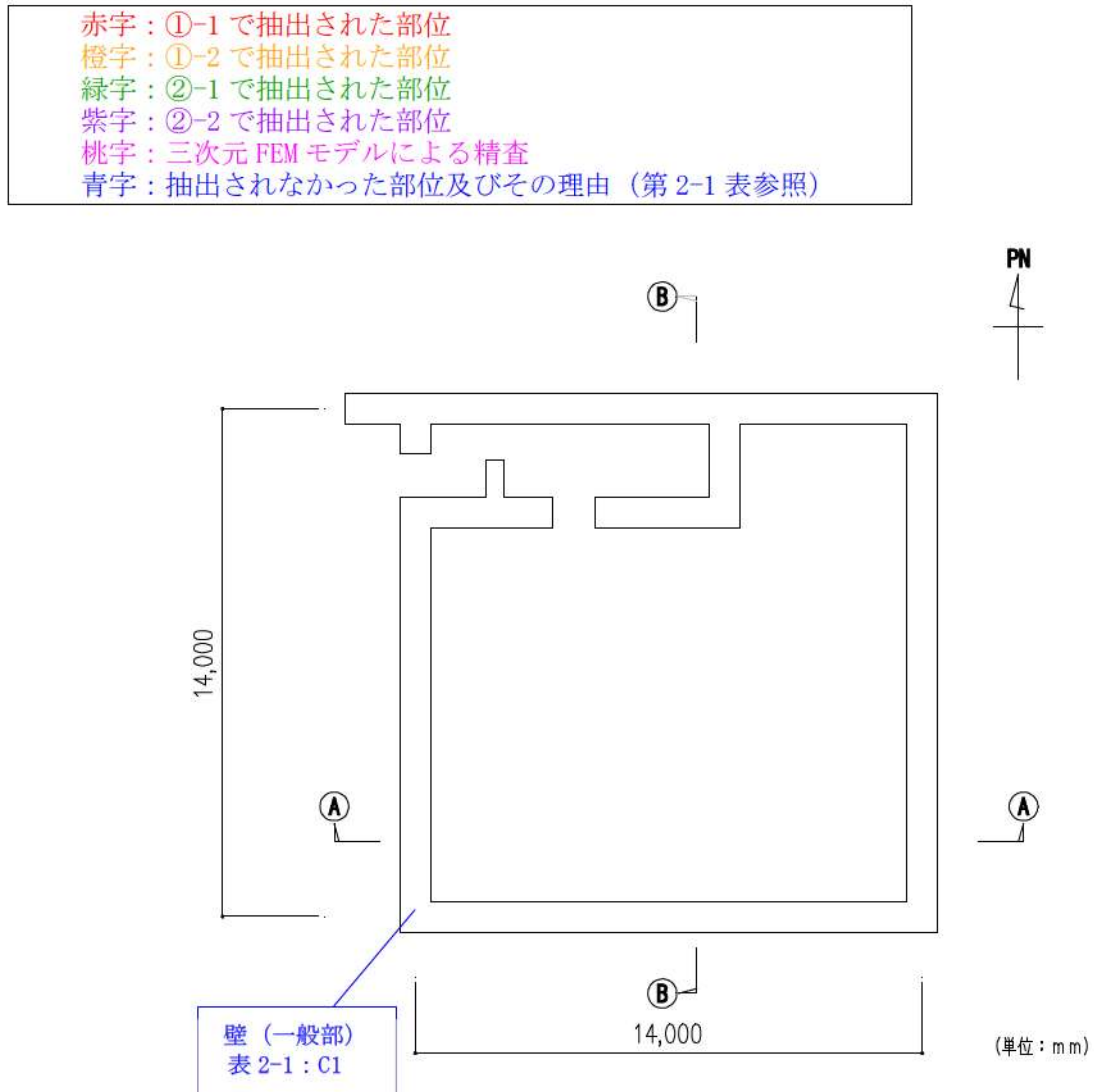 赤字：①-1 で抽出された部位
橙字：①-2 で抽出された部位
緑字：②-1 で抽出された部位
紫字：②-2 で抽出された部位
桃字：三次元 FEM モデルによる精査
青字：抽出されなかった部位及びその理由（第 2-1 表参照）
PN
B
14,000
A
A
B
14,000
壁（一般部）
表 2-1：C1
(単位：mm)